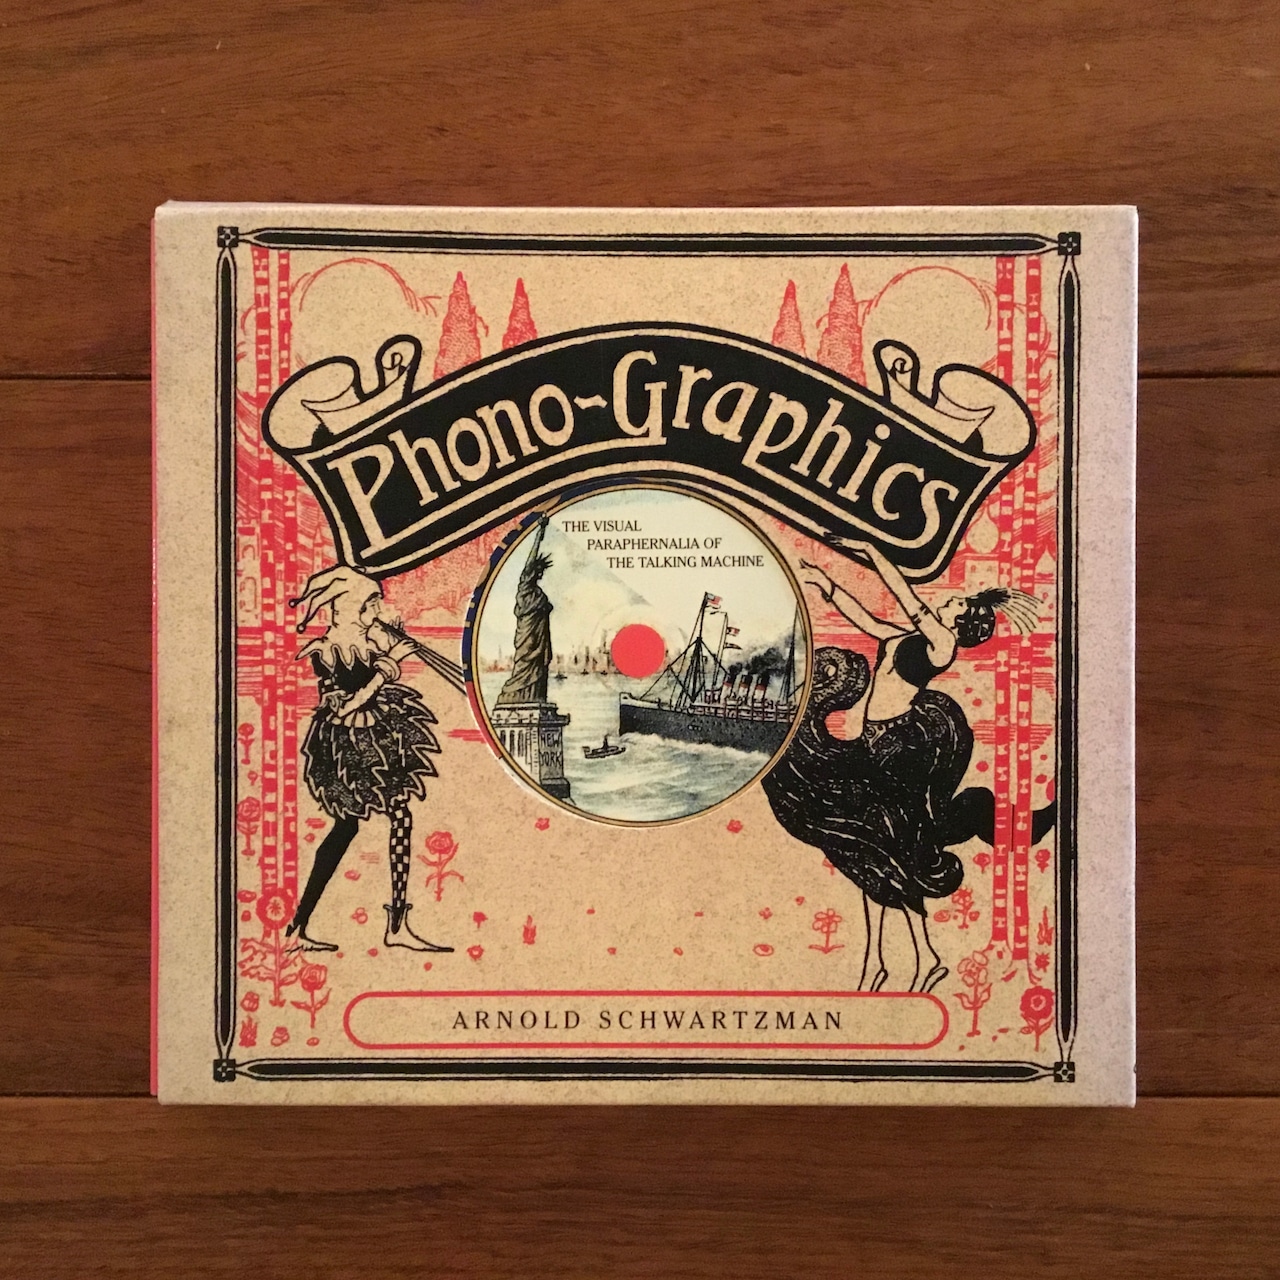 Phono-Graphics
THE VISUAL
PARAPHERNALIA OF
THE TALKING MACHINE
NEW
YORK
ARNOLD SCHWARTZMAN